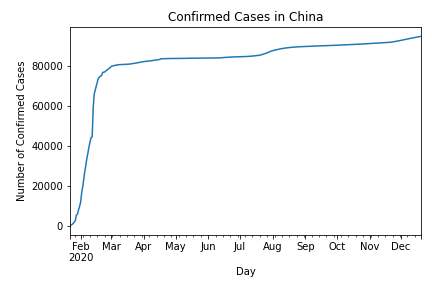 Confirmed Cases in China
Number of Confirmed Cases
80000
60000
40000
20000
0
Feb Mar Apr May Jun Jul Aug Sep Oct Nov Dec
2020
Day